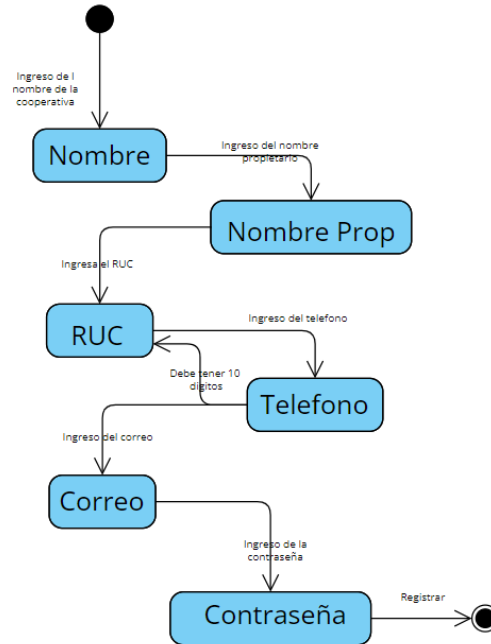 Ingreso de l
nombre de la
cooperativa
Nombre
Ingreso del nombre
propietario
Nombre Prop
Ingresa el RUC
RUC
Ingreso del telefono
Debe tener 10
digitos
Telefono
Ingreso del correo
Correo
Ingreso de la
contraseña
Contraseña
Registrar